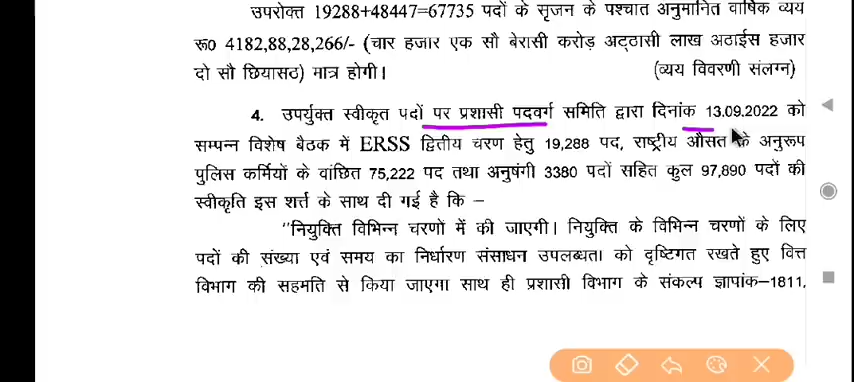 उपरोक्त 19288+48447=67735 पदों के सृजन के पश्चात अनुमानित वार्षिक व्यय
रू0 4182,88,28,266/- (चार हजार एक सौ बेरासी करोड़ अट्ठासी लाख अठाईस हजार
दो सौ छियासठ) मात्र होगी। (व्यय विवरणी संलग्न)
4. उपर्युक्त स्वीकृत पदों पर प्रशासी पदवर्ग समिति द्वारा दिनांक 13.09.2022 को
सम्पन्न विशेष बैठक में ERSS द्वितीय चरण हेतु 19,288 पद, राष्ट्रीय औसत के अनुरूप
पुलिस कर्मियों के वांछित 75,222 पद तथा अनुषंगी 3380 पदों सहित कुल 97,890 पदों की
स्वीकृति इस शर्त्त के साथ दी गई है कि –
"नियुक्ति विभिन्न चरणों में की जाएगी। नियुक्ति के विभिन्न चरणों के लिए
पदों की संख्या एवं समय का निर्धारण संसाधन उपलब्धता को दृष्टिगत रखते हुए वित्त
विभाग की सहमति से किया जाएगा साथ ही प्रशासी विभाग के संकल्प ज्ञापांक–1811,